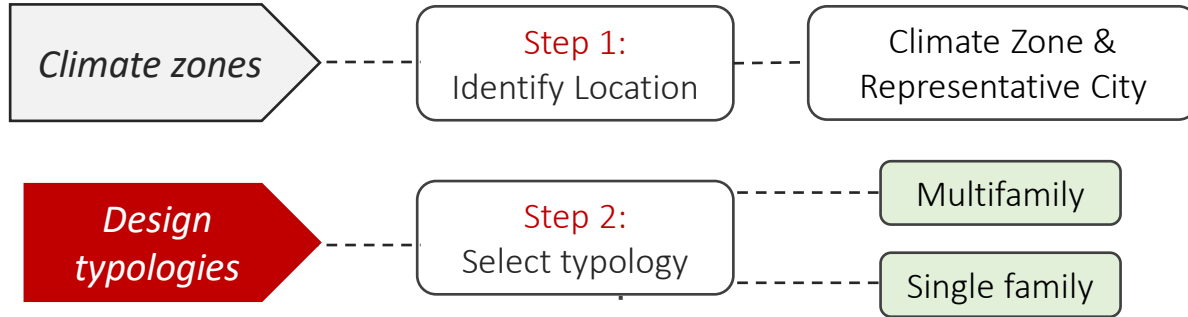 Climate zones
Step 1:
Identify Location
Climate Zone &
Representative City
Design
typologies
Step 2:
Select typology
Multifamily
Single family